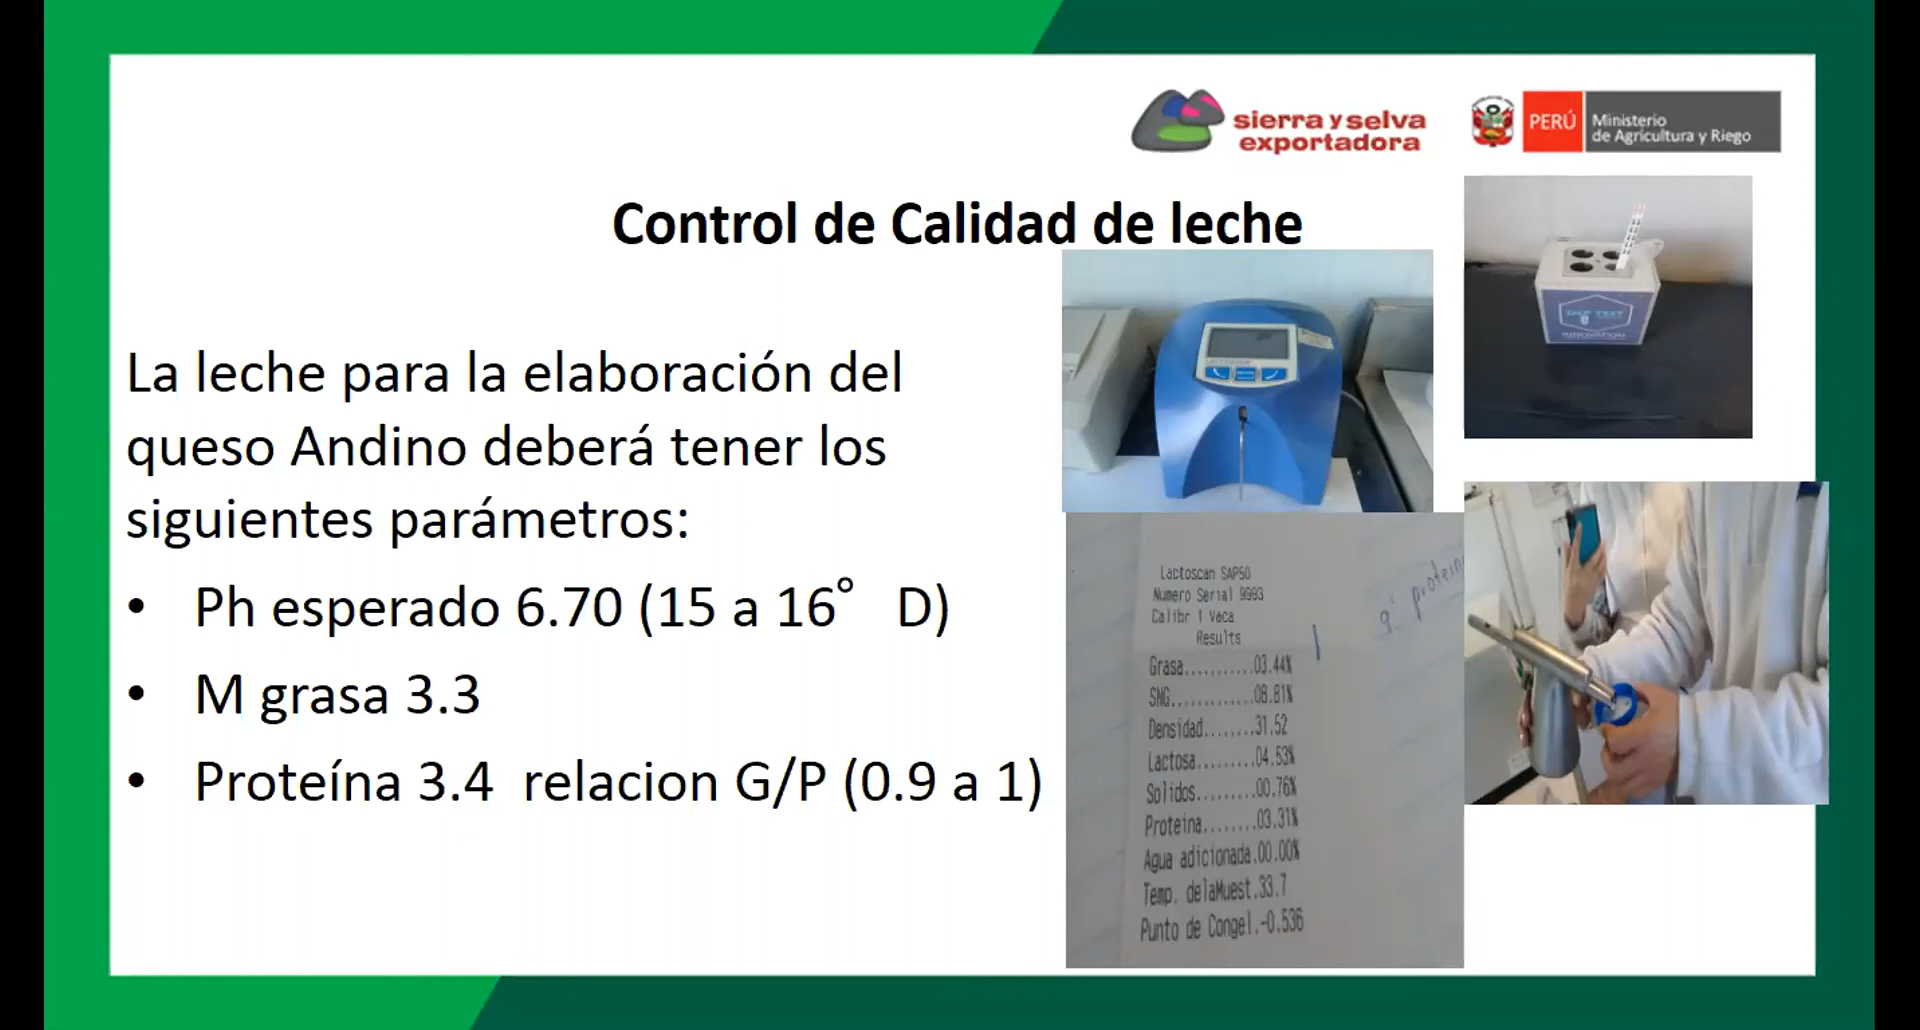 sierra y selva
exportadora
PERÚ
Ministerio
de Agricultura y Riego
Control de Calidad de leche
La leche para la elaboración del
queso Andino deberá tener los
siguientes parámetros:
• Ph esperado 6.70 (15 a 16° D)
• M grasa 3.3
• Proteína 3.4 relacion G/P (0.9 a 1)
Lactoscan SAP50
Numero Serial 9993
Calibr 1 Vaca
Results
Grasa...........03.44%
SNG.............08.81%
Densidad........31.52
Lactosa.........04.53%
Solidos.........00.76%
Proteina........03.31%
Agua adicionada.00.00%
Temp. delaMuest.33.7
Punto de Congel.-0.536